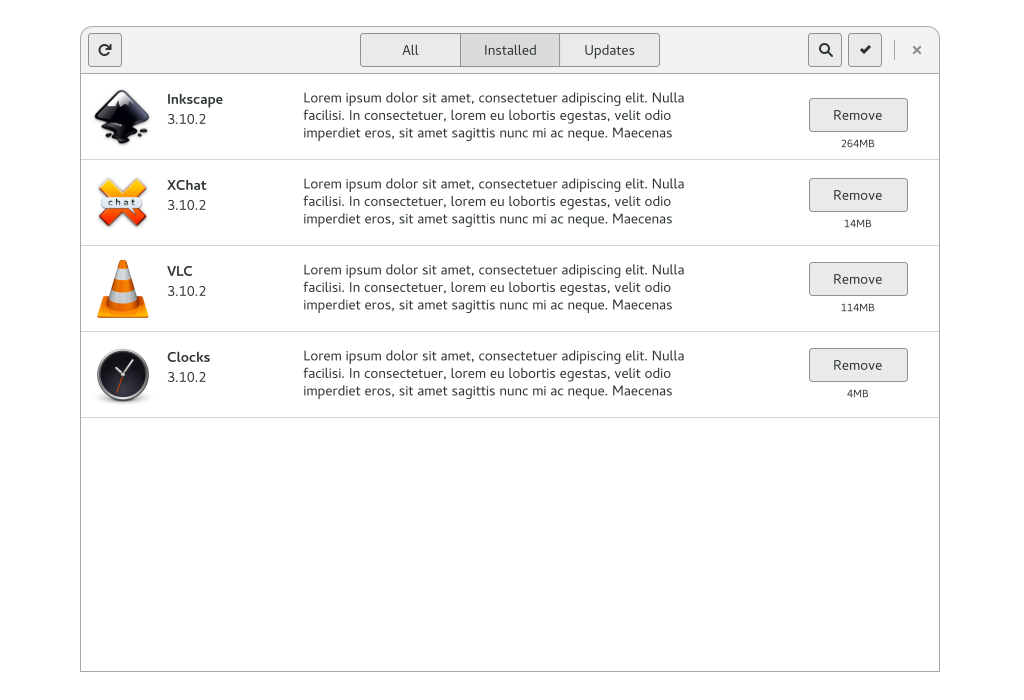 All Installed Updates
Inkscape
3.10.2
Lorem ipsum dolor sit amet, consectetuer adipiscing elit. Nulla
facilisi. In consectetuer, lorem eu lobortis egestas, velit odio
imperdiet eros, sit amet sagittis nunc mi ac neque. Maecenas
Remove
264MB
XChat
3.10.2
chat
Lorem ipsum dolor sit amet, consectetuer adipiscing elit. Nulla
facilisi. In consectetuer, lorem eu lobortis egestas, velit odio
imperdiet eros, sit amet sagittis nunc mi ac neque. Maecenas
Remove
14MB
VLC
3.10.2
Lorem ipsum dolor sit amet, consectetuer adipiscing elit. Nulla
facilisi. In consectetuer, lorem eu lobortis egestas, velit odio
imperdiet eros, sit amet sagittis nunc mi ac neque. Maecenas
Remove
114MB
Clocks
3.10.2
Lorem ipsum dolor sit amet, consectetuer adipiscing elit. Nulla
facilisi. In consectetuer, lorem eu lobortis egestas, velit odio
imperdiet eros, sit amet sagittis nunc mi ac neque. Maecenas
Remove
4MB